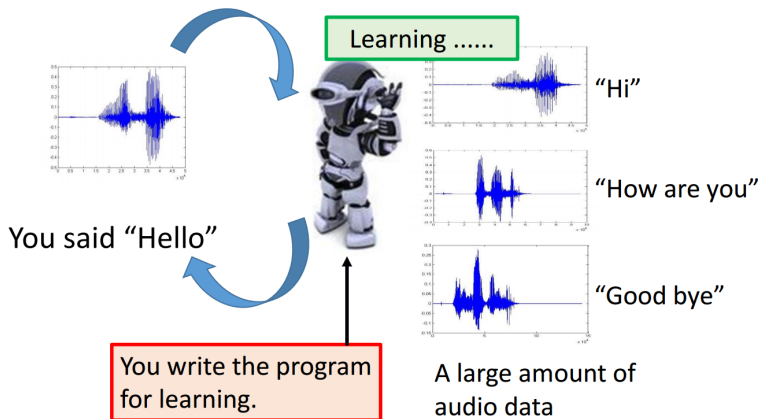 Learning ......
“Hi”
“How are you”
You said “Hello”
“Good bye”
You write the program
for learning.
A large amount of
audio data